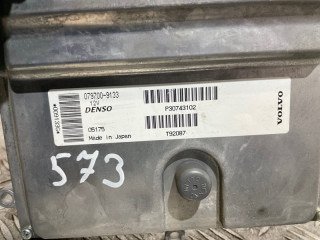 079700-9133
12V
DENSO
P30743102
VOLVO
05175
Made in Japan
T92087
573